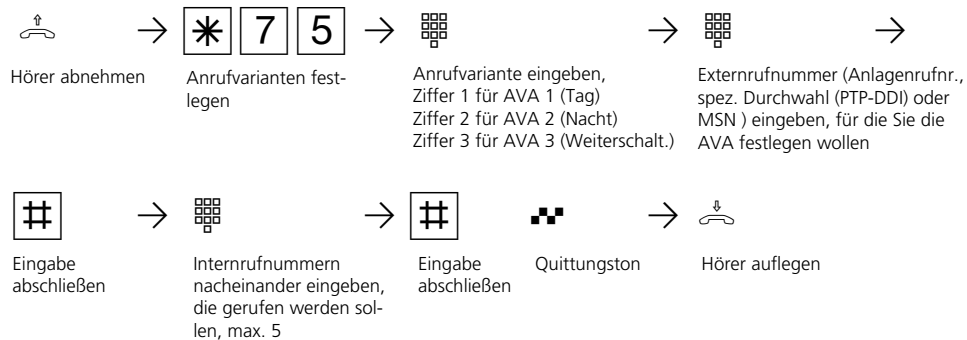 * 7 5
Hörer abnehmen
Anrufvarianten fest-
legen
Anrufvariante eingeben,
Ziffer 1 für AVA 1 (Tag)
Ziffer 2 für AVA 2 (Nacht)
Ziffer 3 für AVA 3 (Weiterschalt.)
Externrufnummer (Anlagenrufnr.,
spez. Durchwahl (PTP-DDI) oder
MSN ) eingeben, für die Sie die
AVA festlegen wollen
#
Eingabe
abschließen
Internrufnummern
nacheinander eingeben,
die gerufen werden sol-
len, max. 5
#
Eingabe
abschließen
Quittungston
Hörer auflegen